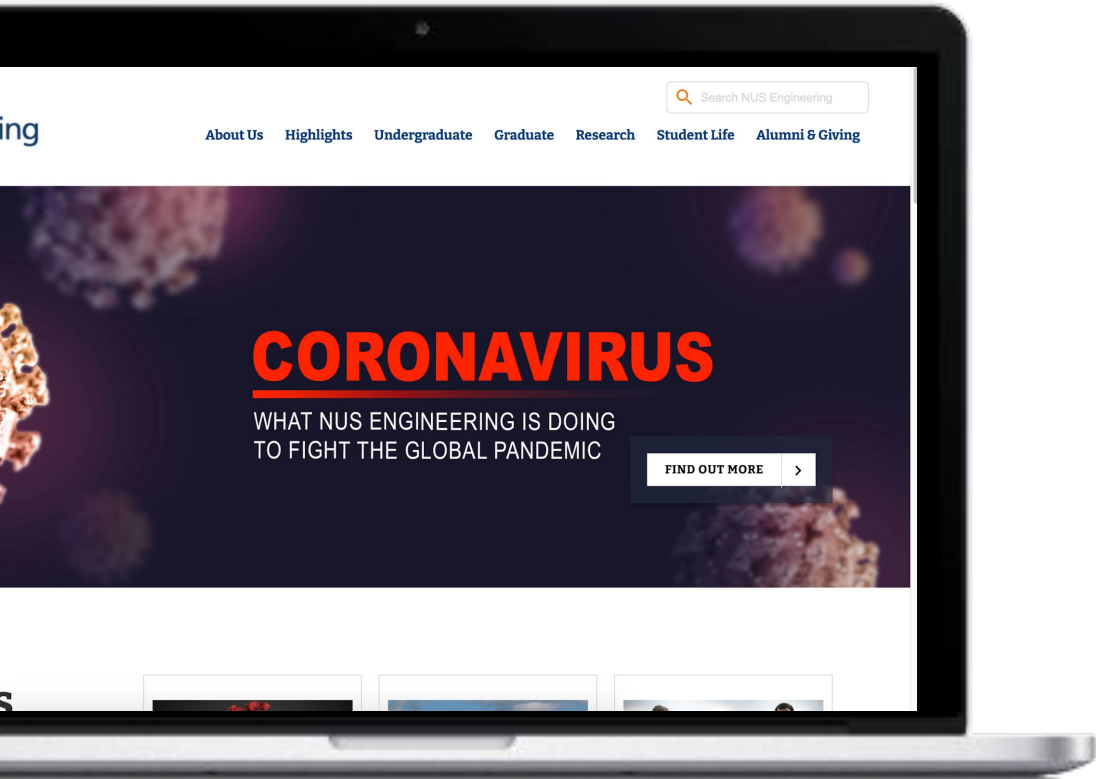 Search NUS Engineering
ing
About Us Highlights Undergraduate Graduate Research Student Life Alumni & Giving
CORONAVIRUS
WHAT NUS ENGINEERING IS DOING
TO FIGHT THE GLOBAL PANDEMIC
FIND OUT MORE
s